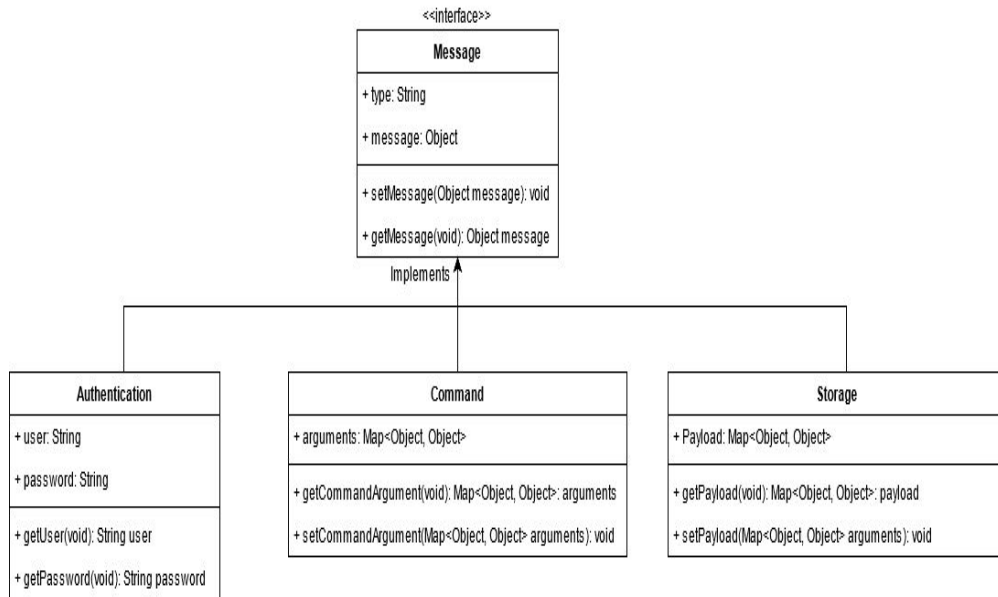 <<interface>>
Message
+ type: String
+ message: Object
+ setMessage(Object message): void
+ getMessage(void): Object message
Implements
Authentication
+ user: String
+ password: String
+ getUser(void): String user
+ getPassword(void): String password
Command
+ arguments: Map<Object, Object>
+ getCommandArgument(void): Map<Object, Object>: arguments
+ setCommandArgument(Map<Object, Object> arguments): void
Storage
+ Payload: Map<Object, Object>
+ getPayload(void): Map<Object, Object>: payload
+ setPayload(Map<Object, Object> arguments): void